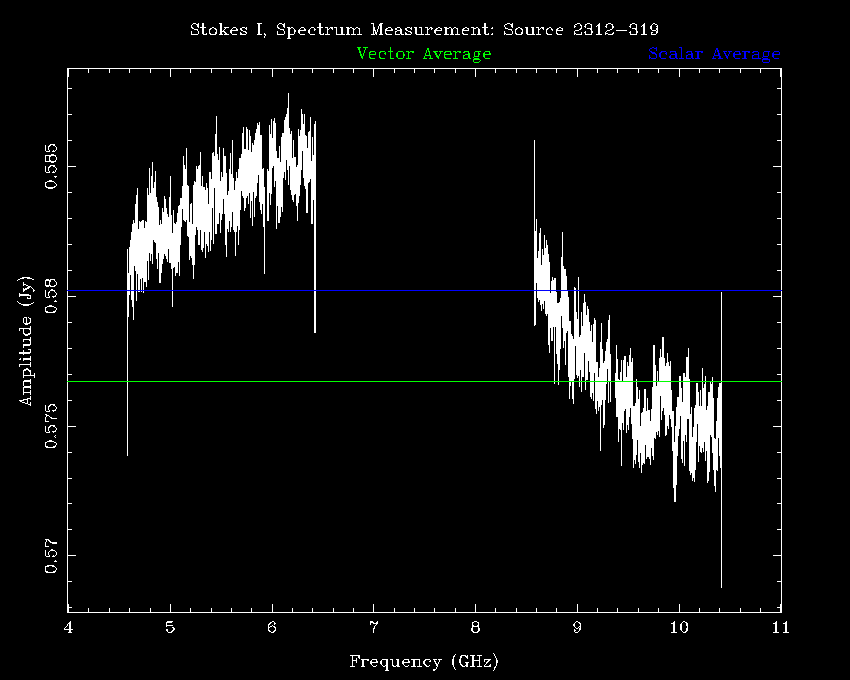 Stokes I, Spectrum Measurement: Source 2312−319
Vector Average Scalar Average
0.585
0.58
0.575
0.57
Amplitude (Jy)
4 5 6 7 8 9 10 11
Frequency (GHz)